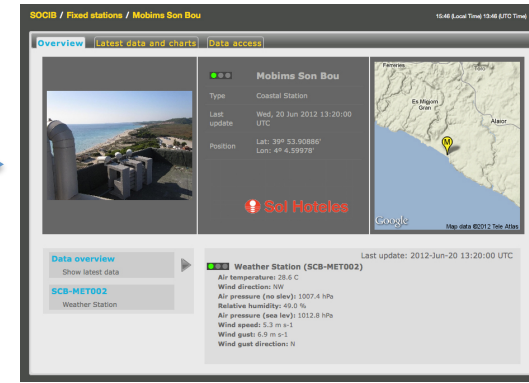 SOCIB / Fixed stations / Mobims Son Bou
15:46 (Local Time) 13:46 (UTC Time)
Overview
Latest data and charts
Data access
Mobims Son Bou
Type Coastal Station
Last update Wed, 20 Jun 2012 13:20:00 UTC
Position Lat: 39º 53.90886'
Lon: 4º 4.59978'
Sol Hoteles
Ferreries
Es Migjorn
Gran
Alaior
M
Google
Map data ©2012 Tele Atlas
Data overview
Show latest data
SCB-MET002
Weather Station
Last update: 2012-Jun-20 13:20:00 UTC
Weather Station (SCB-MET002)
Air temperature: 28.6 C
Wind direction: NW
Air pressure (no slev): 1007.4 hPa
Relative humidity: 49.0 %
Air pressure (sea lev): 1012.8 hPa
Wind speed: 5.3 m s-1
Wind gust: 6.9 m s-1
Wind gust direction: N